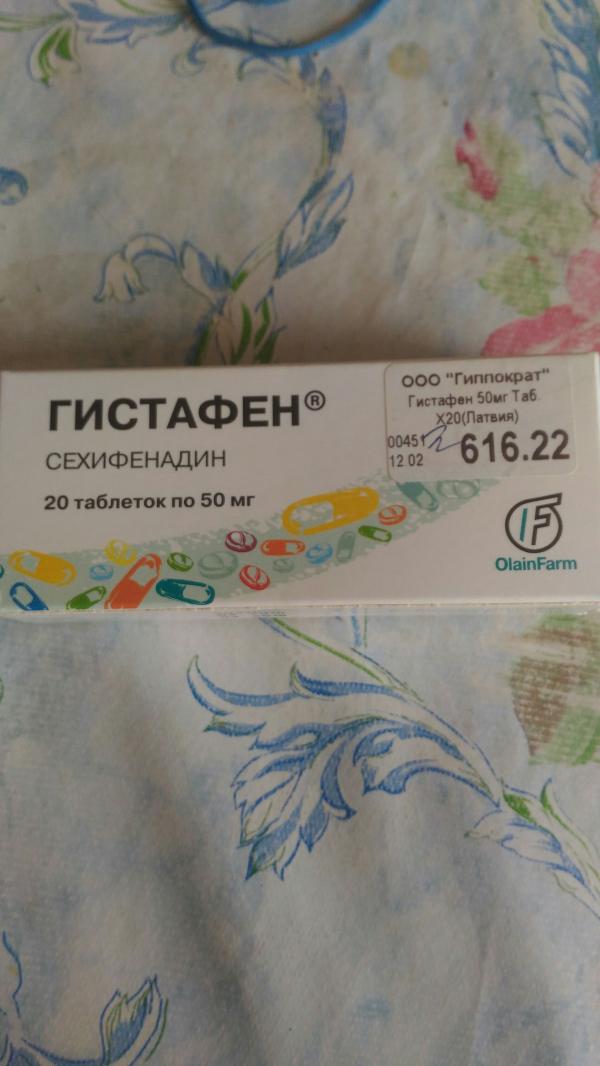 ГИСТАФЕН®
СЕХИФЕНАДИН
20 таблеток по 50 мг
ООО "Гиппократ"
Гистафен 50мг Таб.
Х20(Латвия)
00451
12.02
616.22
OlainFarm